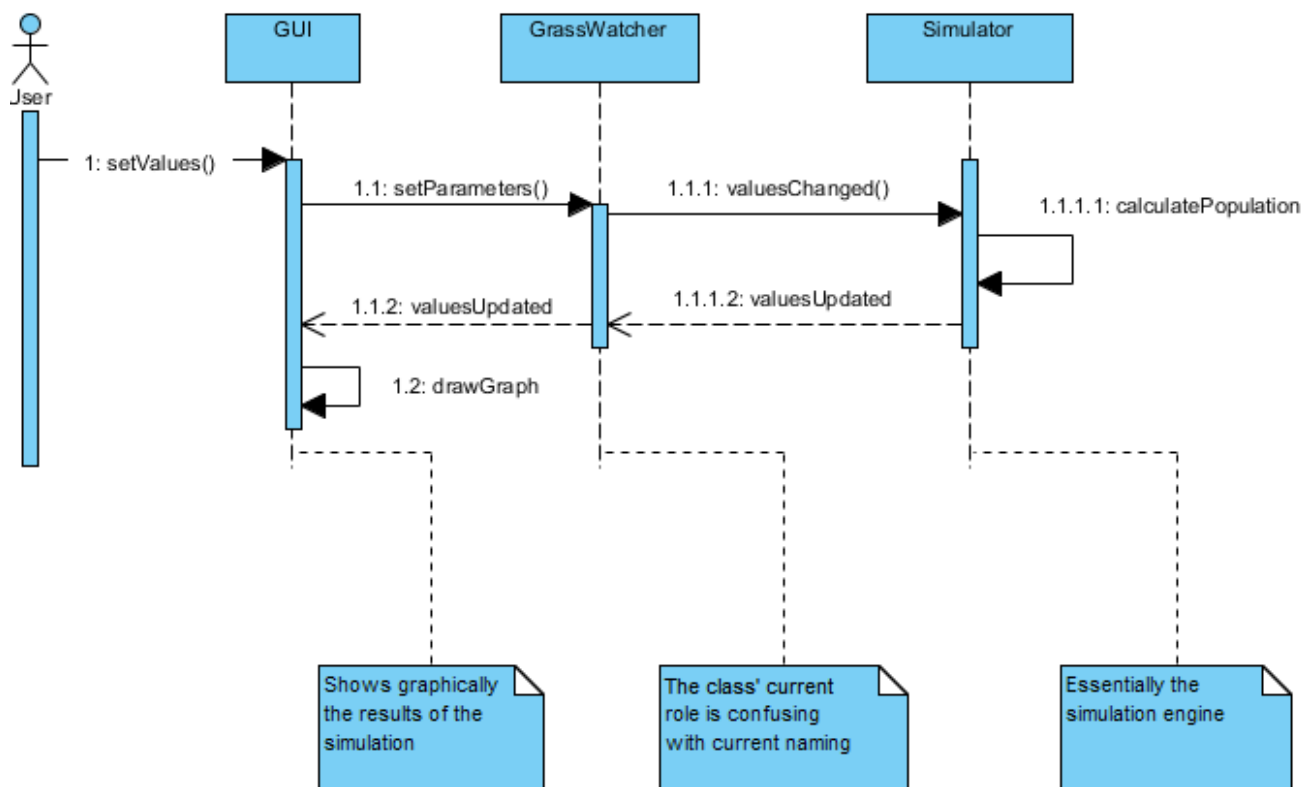 GUI
GrassWatcher
Simulator
User
1: setValues()
1.1: setParameters()
1.1.1: valuesChanged()
1.1.1.1: calculatePopulation
1.1.2: valuesUpdated
1.1.1.2: valuesUpdated
1.2: drawGraph
Shows graphically
the results of the
simulation
The class' current
role is confusing
with current naming
Essentially the
simulation engine